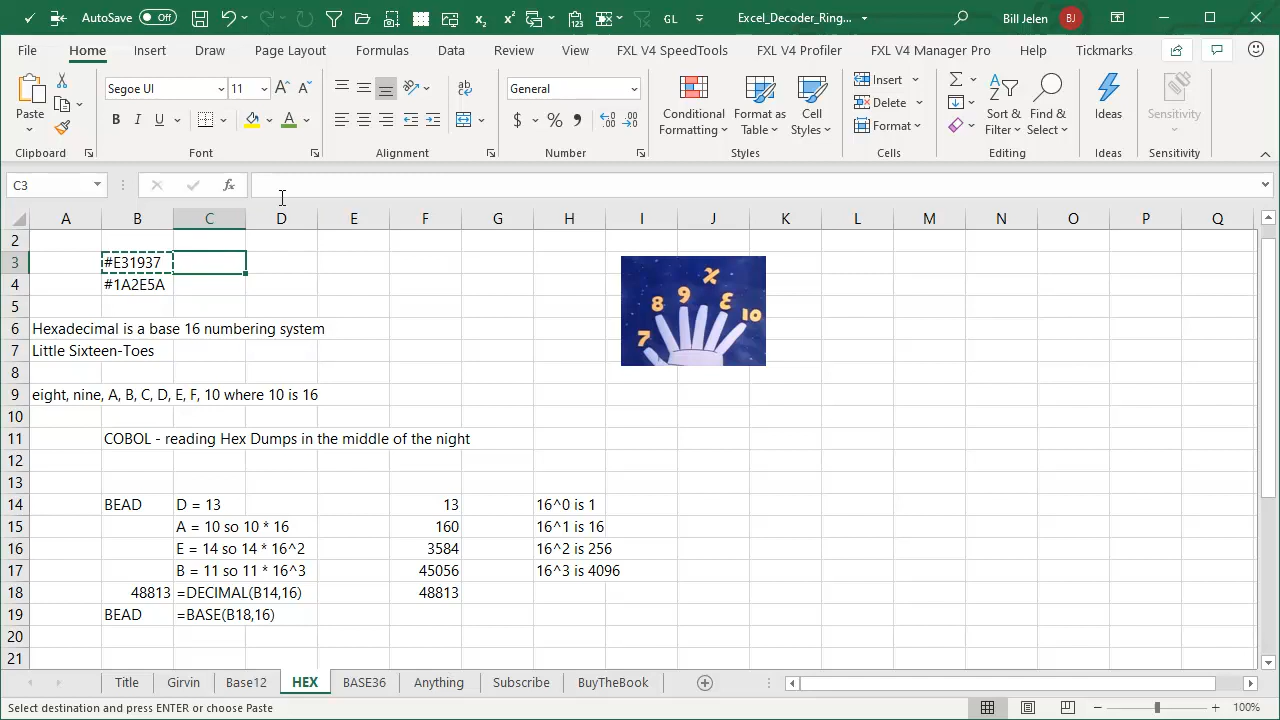 AutoSave Off
Excel_Decoder_Ring...
Bill Jelen BJ
File Home Insert Draw Page Layout Formulas Data Review View FXL V4 SpeedTools FXL V4 Profiler FXL V4 Manager Pro Help Tickmarks
GL
Paste
Clipboard
Segoe UI 11
B I U
Font
Alignment
General
$ % 9
Number
Conditional Formatting
Format as Table
Cell Styles
Styles
Insert
Delete
Format
Cells
Sort & Filter
Find & Select
Editing
Ideas
Ideas
Sensitivity
Sensitivity
C3 fx
A B C D E F G H I J K L M N O P Q
2
3 #E31937
4 #1A2E5A
5
6 Hexadecimal is a base 16 numbering system
7 Little Sixteen-Toes
8
9 eight, nine, A, B, C, D, E, F, 10 where 10 is 16
10
11 COBOL - reading Hex Dumps in the middle of the night
12
13
14 BEAD D = 13 13 16^0 is 1
15 A = 10 so 10 * 16 160 16^1 is 16
16 E = 14 so 14 * 16^2 3584 16^2 is 256
17 B = 11 so 11 * 16^3 45056 16^3 is 4096
18 48813 =DECIMAL(B14,16) 48813
19 BEAD =BASE(B18,16)
20
21
7 8 9 χ Ɛ 10
Title Girvin Base12 HEX BASE36 Anything Subscribe BuyTheBook
Select destination and press ENTER or choose Paste
100%